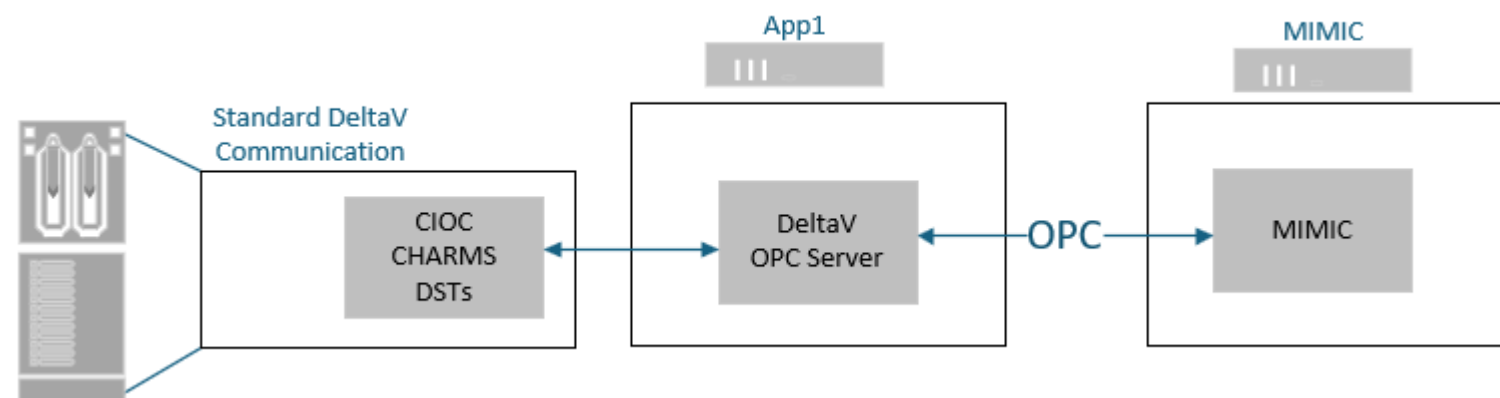 App1
MIMIC
Standard DeltaV
Communication
CIOC
CHARMS
DSTs
DeltaV
OPC Server
OPC
MIMIC